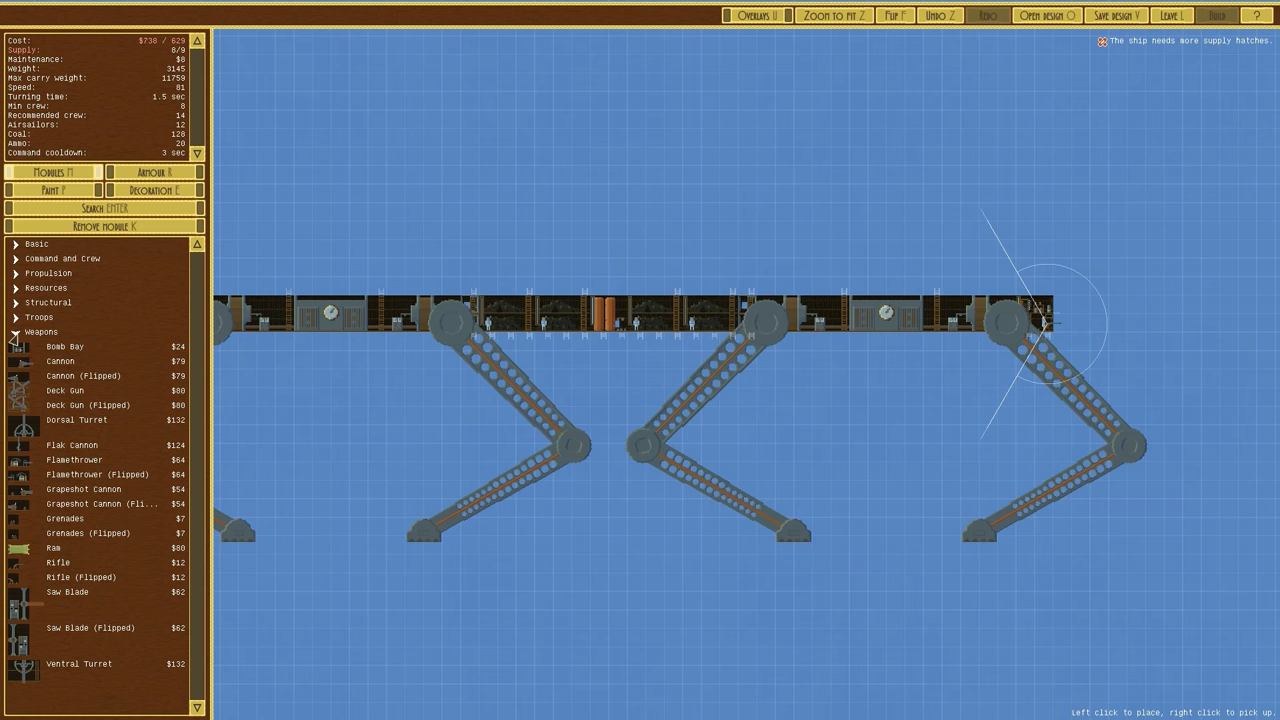 OVERLAYS U
ZOOM TO FIT Z
FLIP F
UNDO Z
REDO
OPEN DESIGN O
SAVE DESIGN V
LEAVE L
BUILD
?
The ship needs more supply hatches.
Cost: $738 / 629
Supply: 8/9
Maintenance: $8
Weight: 3145
Max carry weight: 11759
Speed: 81
Turning time: 1.5 sec
Min crew: 8
Recommended crew: 14
Airsailors: 12
Coal: 128
Ammo: 20
Command cooldown: 3 sec
MODULES M
ARMOUR R
PAINT P
DECORATION E
SEARCH ENTER
REMOVE MODULE K
Basic
Command and Crew
Propulsion
Resources
Structural
Troops
Weapons
Bomb Bay $24
Cannon $79
Cannon (Flipped) $79
Deck Gun $80
Deck Gun (Flipped) $80
Dorsal Turret $132
Flak Cannon $124
Flamethrower $64
Flamethrower (Flipped) $64
Grapeshot Cannon $54
Grapeshot Cannon (Fli... $54
Grenades $7
Grenades (Flipped) $7
Ram $80
Rifle $12
Rifle (Flipped) $12
Saw Blade $62
Saw Blade (Flipped) $62
Ventral Turret $132
Left click to place, right click to pick up.